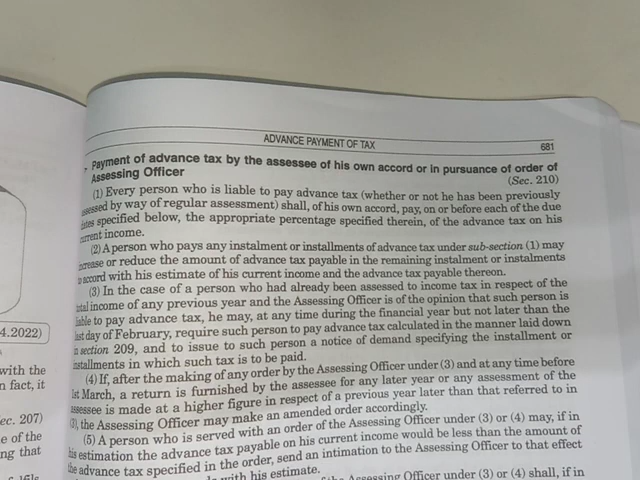 ADVANCE PAYMENT OF TAX
681
Payment of advance tax by the assessee of his own accord or in pursuance of order of
Assessing Officer
(Sec. 210)
(1) Every person who is liable to pay advance tax (whether or not he has been previously
assessed by way of regular assessment) shall, of his own accord, pay, on or before each of the due
dates specified below, the appropriate percentage specified therein, of the advance tax on his
current income.
(2) A person who pays any instalment or installments of advance tax under sub-section (1) may
increase or reduce the amount of advance tax payable in the remaining instalment or instalments
to accord with his estimate of his current income and the advance tax payable thereon.
(3) In the case of a person who had already been assessed to income tax in respect of the
total income of any previous year and the Assessing Officer is of the opinion that such person is
liable to pay advance tax, he may, at any time during the financial year but not later than the
last day of February, require such person to pay advance tax calculated in the manner laid down
in section 209, and to issue to such person a notice of demand specifying the installment or
installments in which such tax is to be paid.
(4) If, after the making of any order by the Assessing Officer under (3) and at any time before
1st March, a return is furnished by the assessee for any later year or any assessment of the
assessee is made at a higher figure in respect of a previous year later than that referred to in
(3), the Assessing Officer may make an amended order accordingly.
(5) A person who is served with an order of the Assessing Officer under (3) or (4) may, if in
his estimation the advance tax payable on his current income would be less than the amount of
the advance tax specified in the order, send an intimation to the Assessing Officer to that effect
with his estimate.
Assessing Officer under (3) or (4) shall, if in
4.2022)
with the
n fact, it
ec. 207)
e of the
ng that